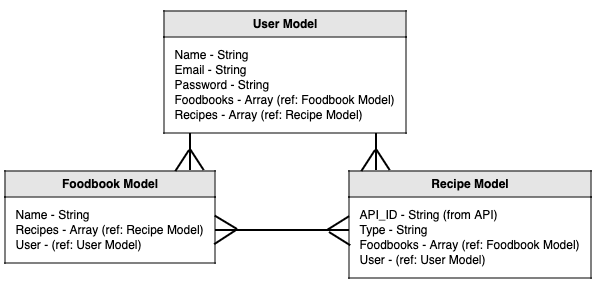 User Model
Name - String
Email - String
Password - String
Foodbooks - Array (ref: Foodbook Model)
Recipes - Array (ref: Recipe Model)
Foodbook Model
Name - String
Recipes - Array (ref: Recipe Model)
User - (ref: User Model)
Recipe Model
API_ID - String (from API)
Type - String
Foodbooks - Array (ref: Foodbook Model)
User - (ref: User Model)